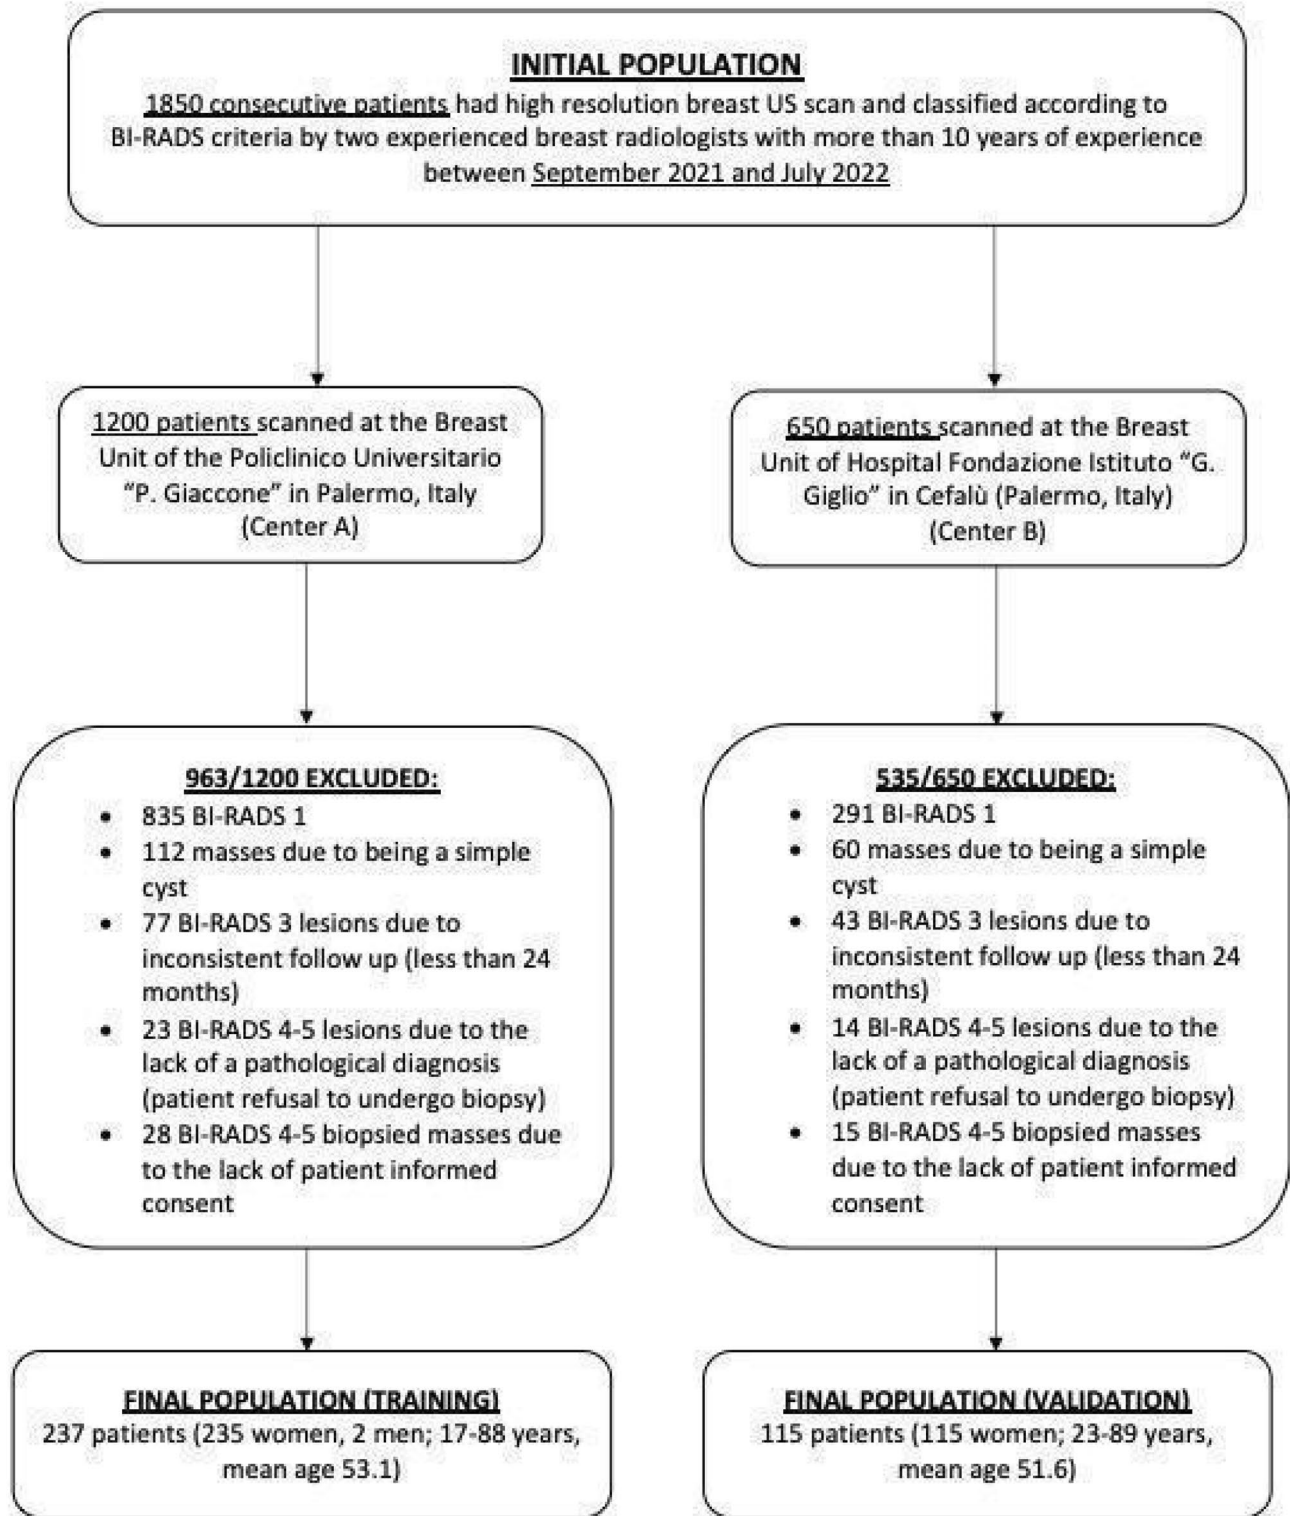 INITIAL POPULATION
1850 consecutive patients had high resolution breast US scan and classified according to
BI-RADS criteria by two experienced breast radiologists with more than 10 years of experience
between September 2021 and July 2022
1200 patients scanned at the Breast
Unit of the Policlinico Universitario
“P. Giaccone” in Palermo, Italy
(Center A)
650 patients scanned at the Breast
Unit of Hospital Fondazione Istituto “G.
Giglio” in Cefalù (Palermo, Italy)
(Center B)
963/1200 EXCLUDED:
• 835 BI-RADS 1
• 112 masses due to being a simple
cyst
• 77 BI-RADS 3 lesions due to
inconsistent follow up (less than 24
months)
• 23 BI-RADS 4-5 lesions due to the
lack of a pathological diagnosis
(patient refusal to undergo biopsy)
• 28 BI-RADS 4-5 biopsied masses due
to the lack of patient informed
consent
535/650 EXCLUDED:
• 291 BI-RADS 1
• 60 masses due to being a simple
cyst
• 43 BI-RADS 3 lesions due to
inconsistent follow up (less than 24
months)
• 14 BI-RADS 4-5 lesions due to the
lack of a pathological diagnosis
(patient refusal to undergo biopsy)
• 15 BI-RADS 4-5 biopsied masses
due to the lack of patient informed
consent
FINAL POPULATION (TRAINING)
237 patients (235 women, 2 men; 17-88 years,
mean age 53.1)
FINAL POPULATION (VALIDATION)
115 patients (115 women; 23-89 years,
mean age 51.6)